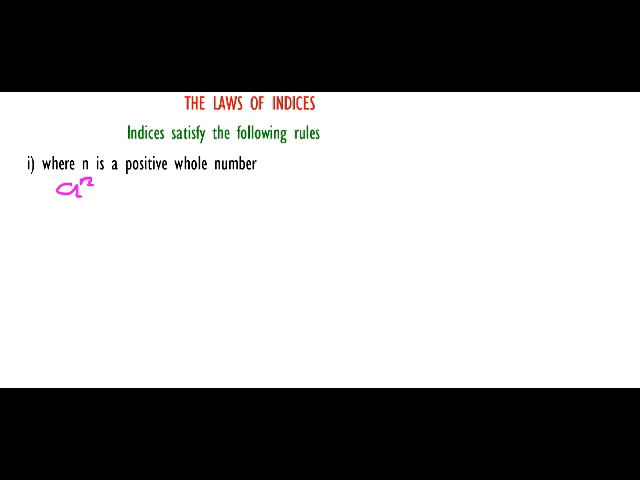 THE LAWS OF INDICES
Indices satisfy the following rules
i) where n is a positive whole number
aⁿ